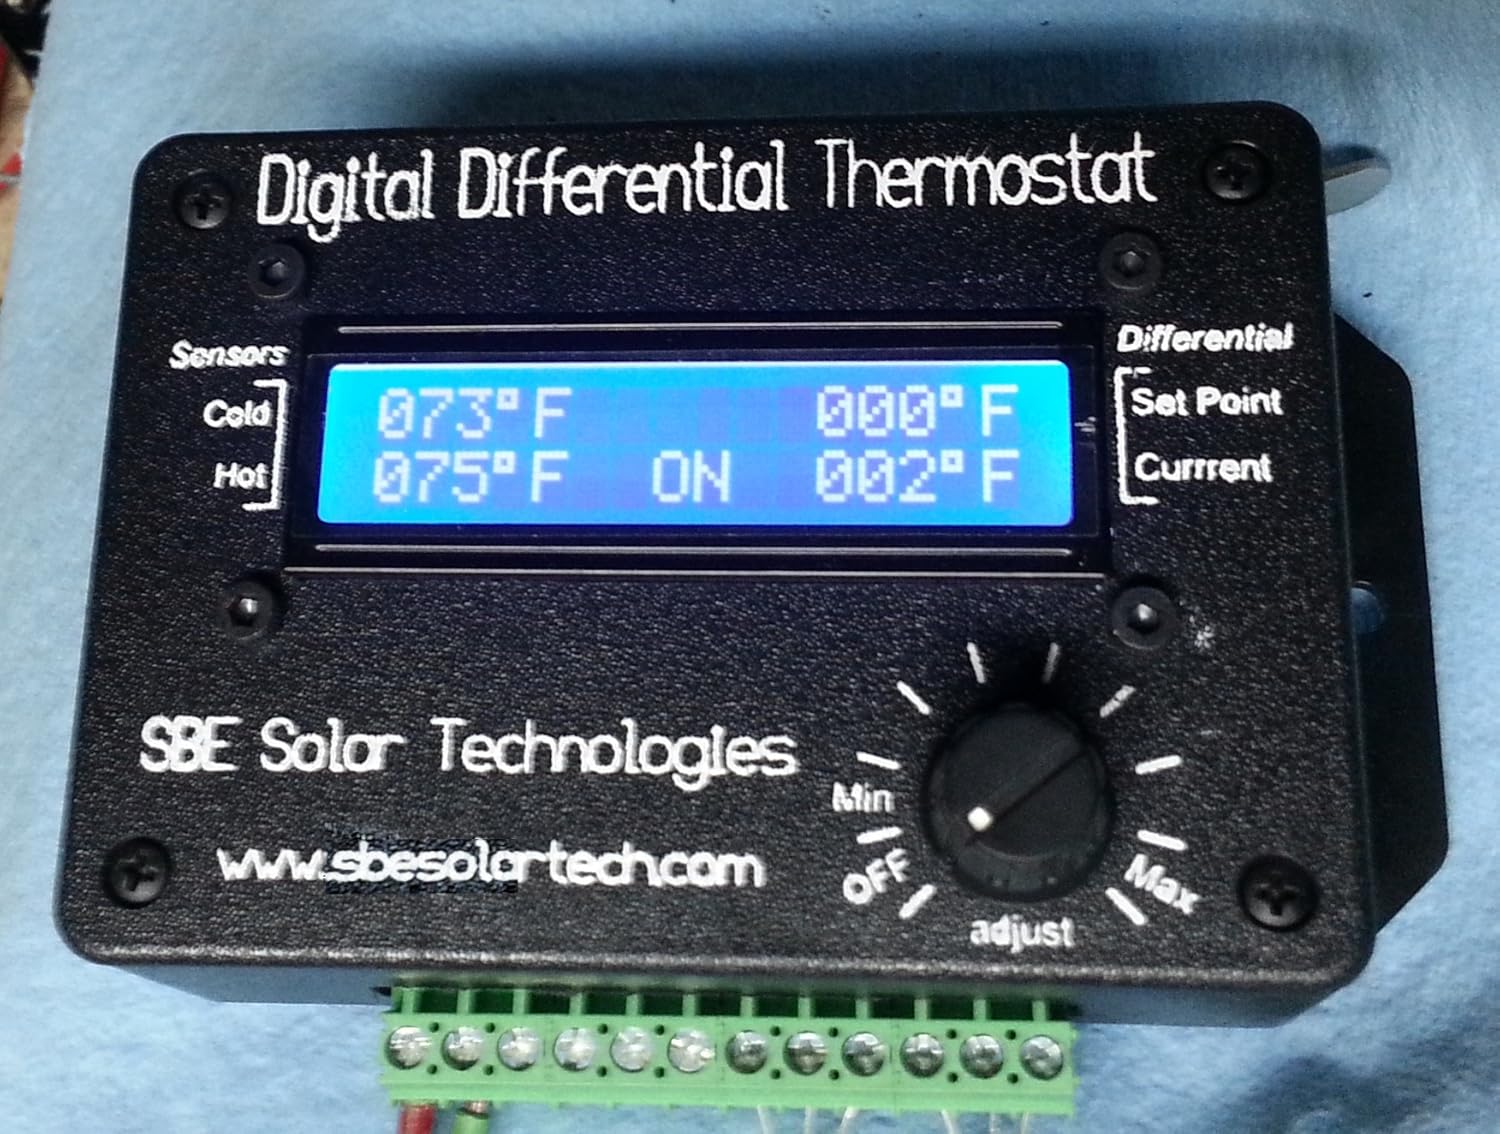 Digital Differential Thermostat
Sensors
Cold
Hot
073°F 000°F
075°F ON 002°F
Differential
Set Point
Currrent
SBE Solar Technologies
www.sbesolartech.com
Min
OFF
adjust
Max